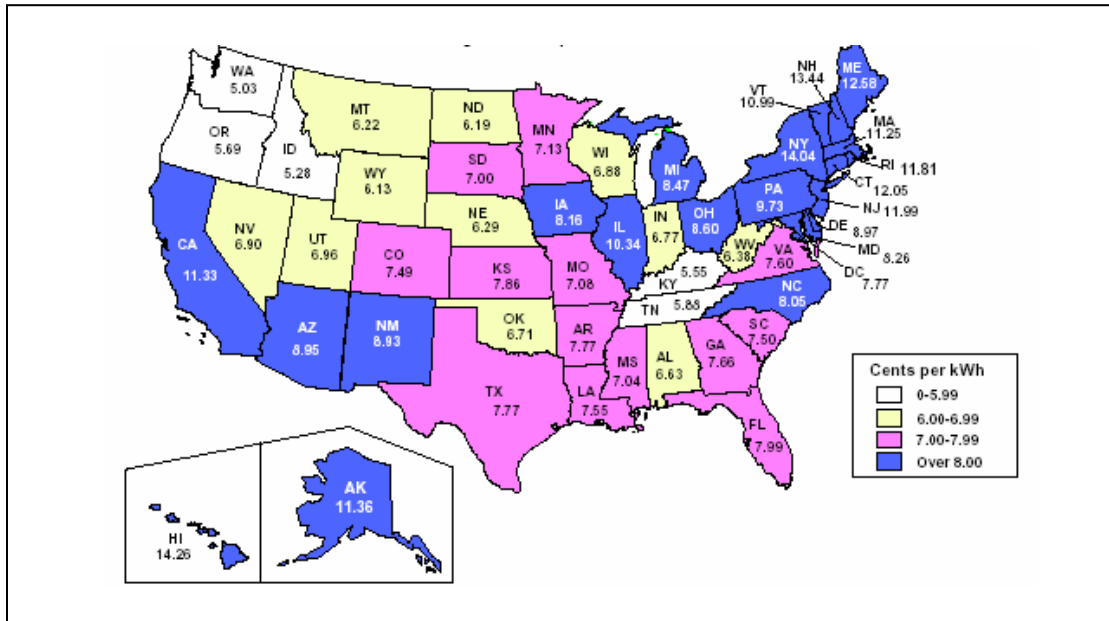 WA
5.03
MT
6.22
ND
6.19
MN
7.13
OR
5.69
ID
5.28
WY
6.13
SD
7.00
WI
6.88
MI
8.47
NH
13.44
ME
12.58
VT
10.99
MA
11.25
NY
14.04
RI 11.81
CT 12.05
NJ 11.99
PA
9.73
DE
8.97
MD
8.26
DC
7.77
CA
11.33
NV
6.90
UT
6.96
CO
7.49
NE
6.29
IA
8.16
IL
10.34
IN
6.77
OH
8.60
WV
6.38
VA
7.60
KS
7.86
MO
7.08
5.55
KY
TN 5.88
NC
8.05
AZ
8.95
NM
8.93
OK
6.71
AR
7.77
MS
7.04
AL
6.63
GA
7.66
SC
7.50
TX
7.77
LA
7.55
FL
7.99
AK
11.36
HI
14.26
Cents per kWh
0-5.99
6.00-6.99
7.00-7.99
Over 8.00